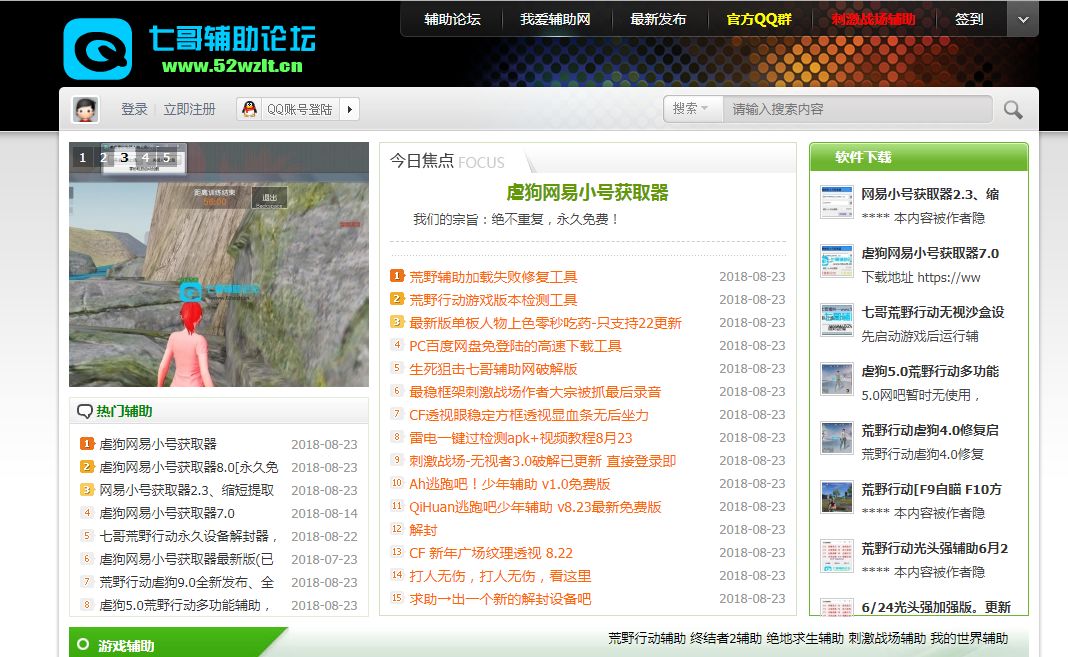 辅助论坛 我爱辅助网 最新发布 官方QQ群 刺激战场辅助 签到
七哥辅助论坛
www.52wzlt.cn
登录 立即注册 QQ账号登陆 搜索 请输入搜索内容
1 2 3 4 5
距离训练结束
退出
Backspace
七哥辅助论坛
今日焦点 FOCUS
虐狗网易小号获取器
我们的宗旨：绝不重复，永久免费！
1 荒野辅助加载失败修复工具 2018-08-23
2 荒野行动游戏版本检测工具 2018-08-23
3 最新版单板人物上色零秒吃药-只支持22更新 2018-08-23
4 PC百度网盘免登陆的高速下载工具 2018-08-23
5 生死狙击七哥辅助网破解版 2018-08-23
6 最稳框架刺激战场作者大宗被抓最后录音 2018-08-23
7 CF透视眼稳定方框透视显血条无后坐力 2018-08-23
8 雷电一键过检测apk+视频教程8月23 2018-08-23
9 刺激战场-无视者3.0破解已更新 直接登录即 2018-08-23
10 Ah逃跑吧！少年辅助 v1.0免费版 2018-08-23
11 QiHuan逃跑吧少年辅助 v8.23最新免费版 2018-08-23
12 解封 2018-08-23
13 CF 新年广场纹理透视 8.22 2018-08-23
14 打人无伤，打人无伤，看这里 2018-08-23
15 求助→出一个新的解封设备吧 2018-08-23
热门辅助
1 虐狗网易小号获取器 2018-08-23
2 虐狗网易小号获取器8.0[永久免 2018-08-23
3 网易小号获取器2.3、缩短提取 2018-08-23
4 虐狗网易小号获取器7.0 2018-08-14
5 七哥荒野行动永久设备解封器， 2018-08-22
6 虐狗网易小号获取器最新版(已 2018-07-23
7 荒野行动虐狗9.0全新发布、全 2018-08-23
8 虐狗5.0荒野行动多功能辅助， 2018-08-23
软件下载
网易小号获取器2.3、缩
**** 本内容被作者隐
虐狗网易小号获取器7.0
下载地址 https://ww
七哥荒野行动无视沙盒设
先启动游戏后运行辅
虐狗5.0荒野行动多功能
5.0网吧暂时无使用，
荒野行动虐狗4.0修复启
荒野行动虐狗4.0修复
荒野行动[F9自瞄 F10方
**** 本内容被作者隐
荒野行动光头强辅助6月2
**** 本内容被作者隐
6/24光头强加强版。更新
游戏辅助
荒野行动辅助 终结者2辅助 绝地求生辅助 刺激战场辅助 我的世界辅助